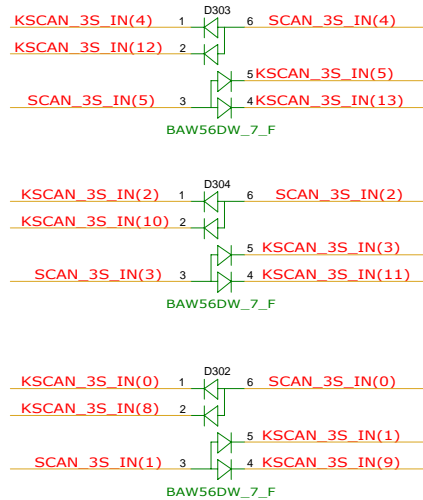 D303
KSCAN_3S_IN(4) 1 6 SCAN_3S_IN(4)
KSCAN_3S_IN(12) 2
5 KSCAN_3S_IN(5)
SCAN_3S_IN(5) 3 4 KSCAN_3S_IN(13)
BAW56DW_7_F
D304
KSCAN_3S_IN(2) 1 6 SCAN_3S_IN(2)
KSCAN_3S_IN(10) 2
5 KSCAN_3S_IN(3)
SCAN_3S_IN(3) 3 4 KSCAN_3S_IN(11)
BAW56DW_7_F
D302
KSCAN_3S_IN(0) 1 6 SCAN_3S_IN(0)
KSCAN_3S_IN(8) 2
5 KSCAN_3S_IN(1)
SCAN_3S_IN(1) 3 4 KSCAN_3S_IN(9)
BAW56DW_7_F